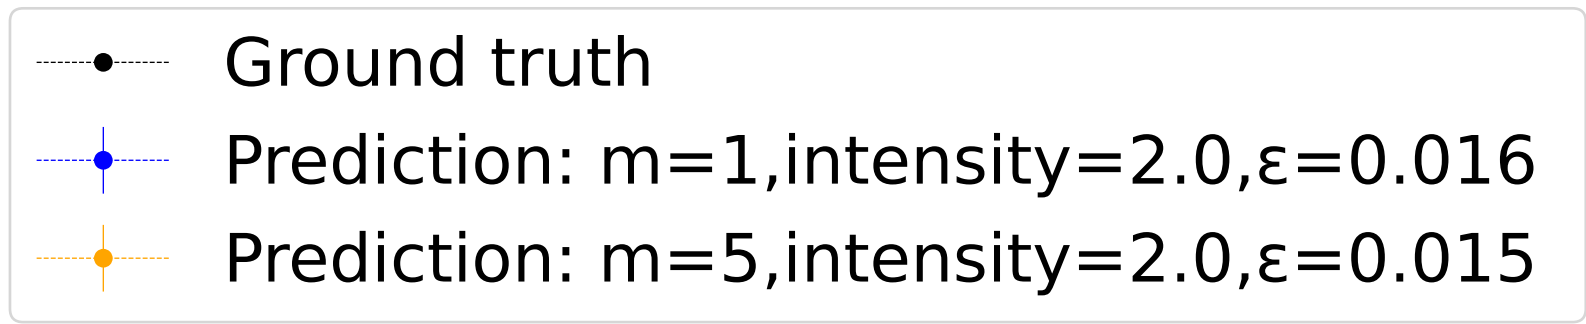 Ground truth
Prediction: m=1,intensity=2.0,ε=0.016
Prediction: m=5,intensity=2.0,ε=0.015